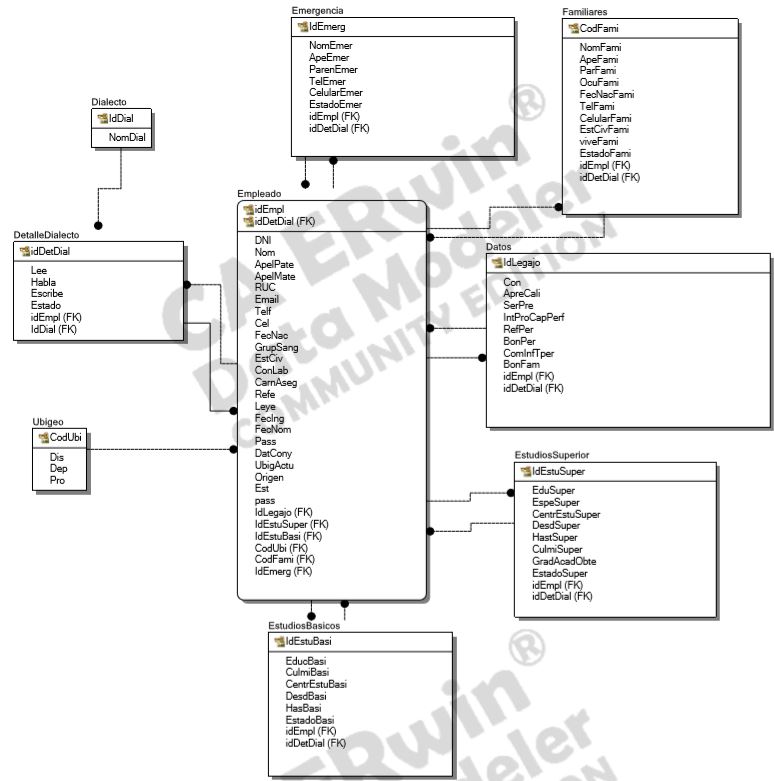 Emergencia
IdEmerg
NomEmer
ApeEmer
ParenEmer
TelEmer
CelularEmer
EstadoEmer
idEmpl (FK)
idDetDial (FK)
Familiares
CodFami
NomFami
ApeFami
ParFami
OcuFami
FecNacFami
TelFami
CelularFami
EstCivFami
viveFami
EstadoFami
idEmpl (FK)
idDetDial (FK)
Dialecto
IdDial
NomDial
DetalleDialecto
idDetDial
Lee
Habla
Escribe
Estado
idEmpl (FK)
IdDial (FK)
Empleado
idEmpl
idDetDial (FK)
DNI
Nom
ApelPate
ApelMate
RUC
Email
Telf
Cel
FecNac
GrupSang
EstCiv
ConLab
CarnAseg
Refe
Leye
FecIng
FecNom
Pass
DatCony
UbigActu
Origen
Est
pass
IdLegajo (FK)
IdEstuSuper (FK)
IdEstuBasi (FK)
CodUbi (FK)
CodFami (FK)
IdEmerg (FK)
Datos
IdLegajo
Con
ApreCali
SerPre
IntProCapPerf
RefPer
BonPer
ComInfTper
BonFam
idEmpl (FK)
idDetDial (FK)
Ubigeo
CodUbi
Dis
Dep
Pro
EstudiosSuperior
IdEstuSuper
EduSuper
EspeSuper
CentrEstuSuper
DesdSuper
HastSuper
CulmiSuper
GradAcadObte
EstadoSuper
idEmpl (FK)
idDetDial (FK)
EstudiosBasicos
IdEstuBasi
EducBasi
CulmiBasi
CentrEstuBasi
DesdBasi
HasBasi
EstadoBasi
idEmpl (FK)
idDetDial (FK)
CA ERwin®
Data Modeler
COMMUNITY EDITION